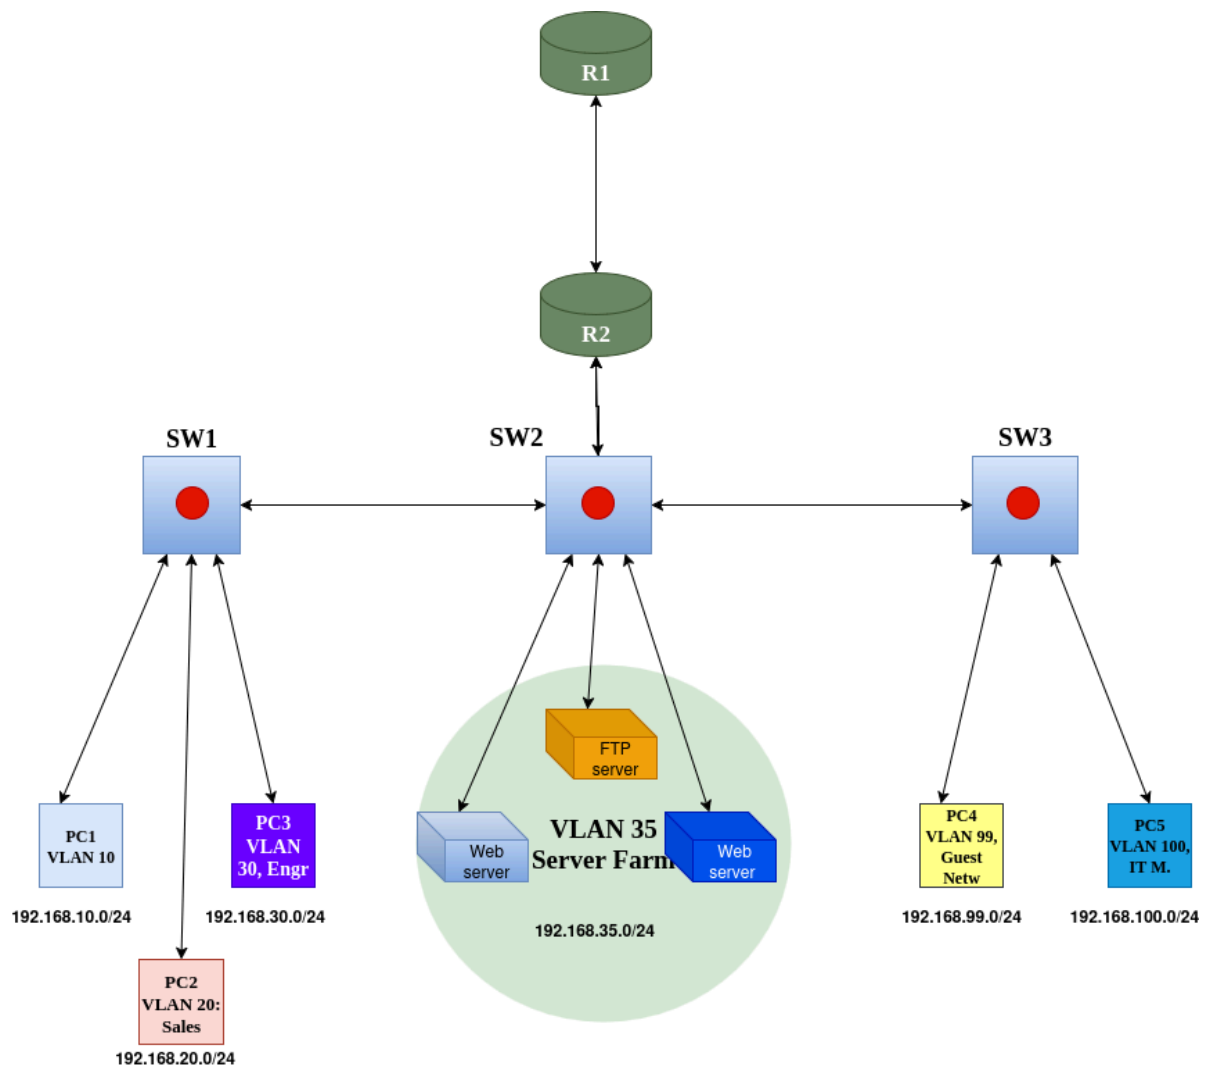 R1
R2
SW1
SW2
SW3
FTP
server
PC1
VLAN 10
PC3
VLAN
30, Engr
Web
server
VLAN 35
Server Farm
Web
server
PC4
VLAN 99,
Guest
Netw
PC5
VLAN 100,
IT M.
192.168.10.0/24
192.168.30.0/24
192.168.35.0/24
192.168.99.0/24
192.168.100.0/24
PC2
VLAN 20:
Sales
192.168.20.0/24